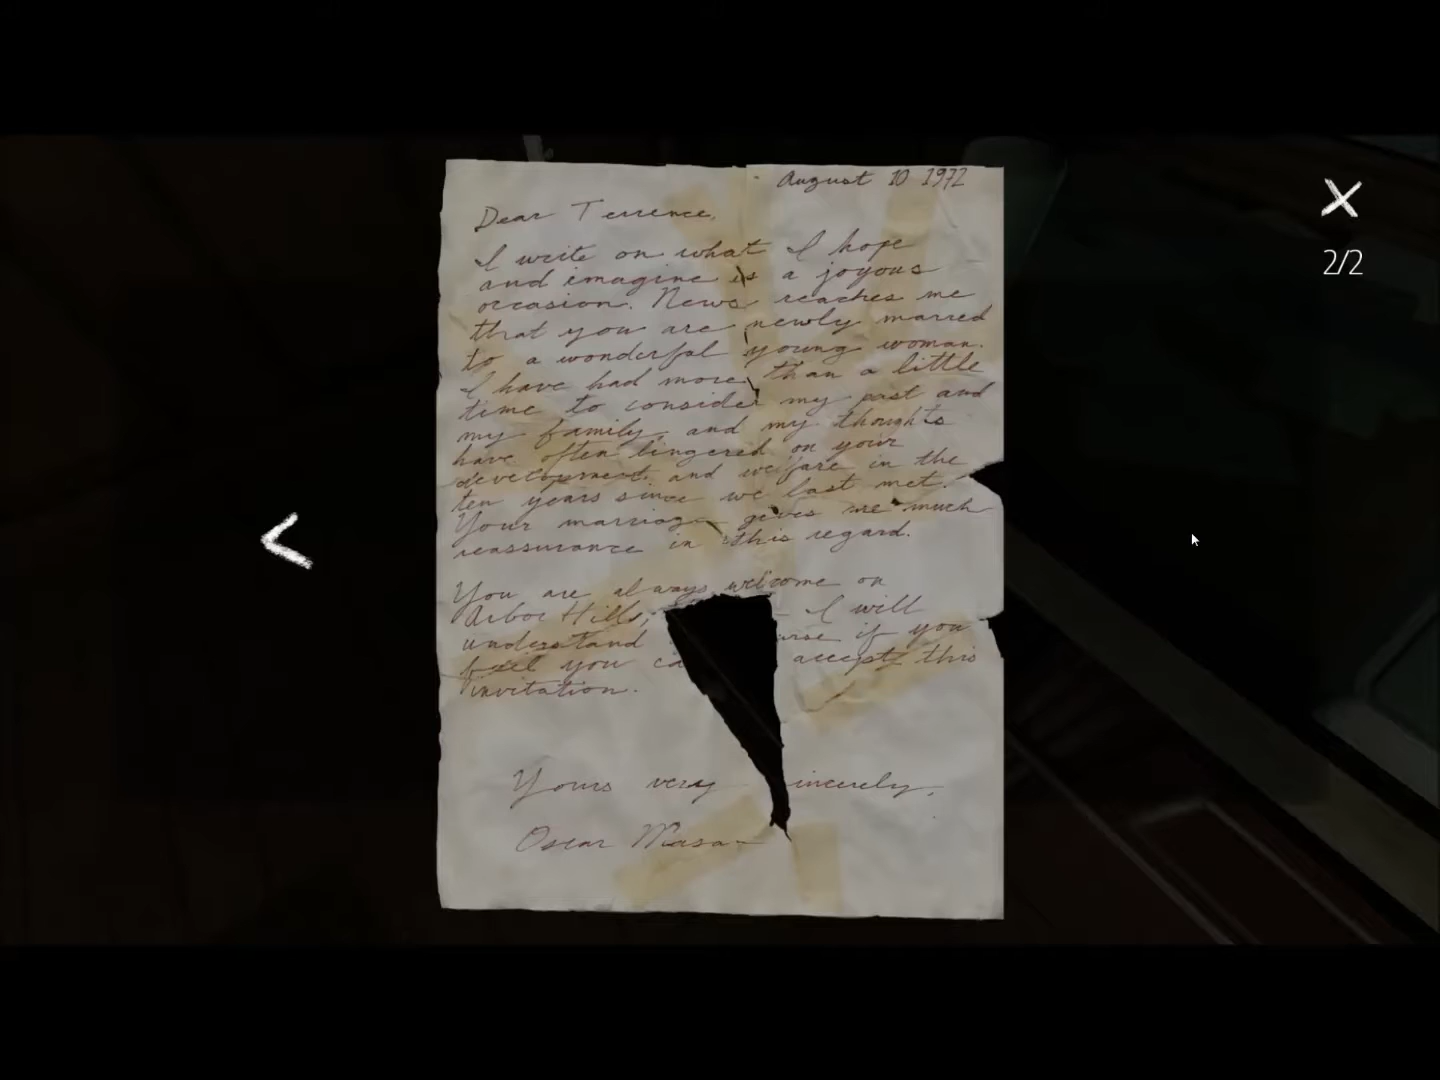 August 10 1972
Dear Terrence,
I write on what I hope
and imagine is a joyous
occasion. News reaches me
that you are newly married
to a wonderful young woman.
I have had more than a little
time to consider my past and
my family, and my thoughts
have often lingered on your
development and welfare in the
ten years since we last met.
Your marriage gives me much
reassurance in this regard.
You are always welcome on
Arbor Hills, I will
understand urse if you
feel you ca accept this
invitation.
Yours very incerely,
Oscar Masan
2/2